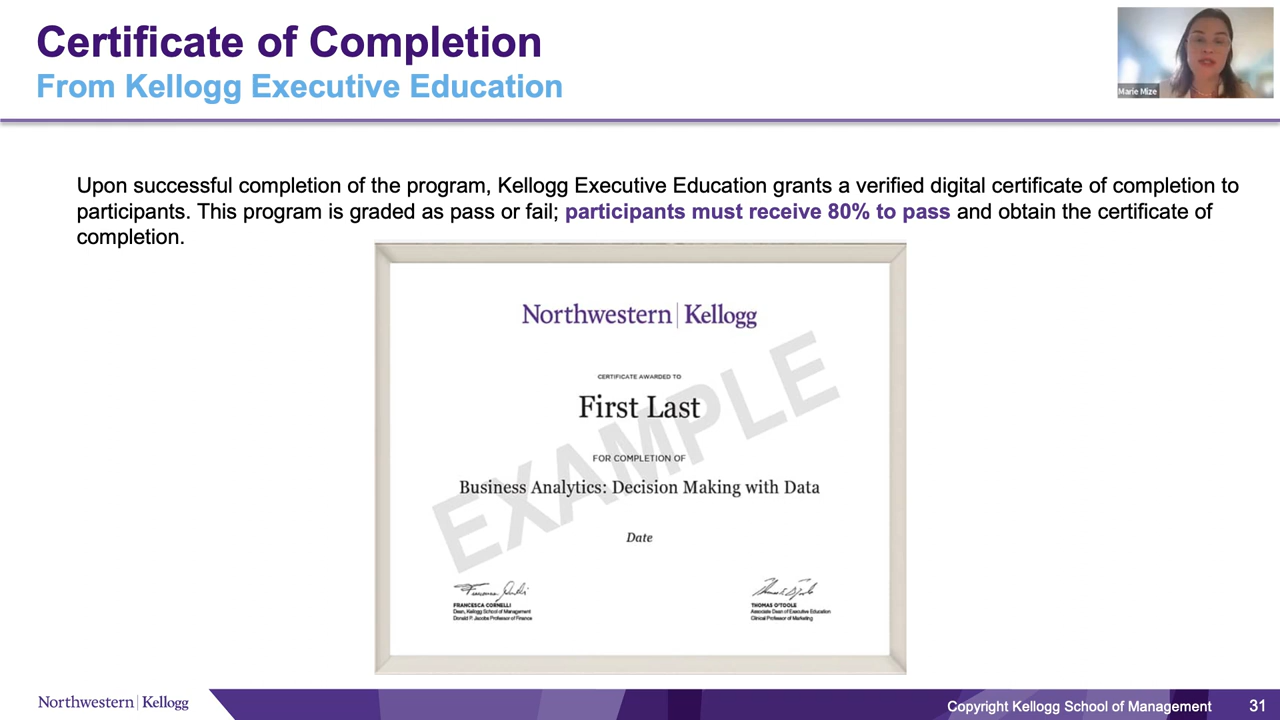 Certificate of Completion
From Kellogg Executive Education
Marie Mize
Upon successful completion of the program, Kellogg Executive Education grants a verified digital certificate of completion to
participants. This program is graded as pass or fail; participants must receive 80% to pass and obtain the certificate of
completion.
Northwestern | Kellogg
CERTIFICATE AWARDED TO
First Last
EXAMPLE
FOR COMPLETION OF
Business Analytics: Decision Making with Data
Date
FRANCESCA CORNELLI
Dean, Kellogg School of Management
Donald P. Jacobs Professor of Finance
THOMAS O'TOOLE
Associate Dean of Executive Education
Clinical Professor of Marketing
Northwestern | Kellogg
Copyright Kellogg School of Management
31